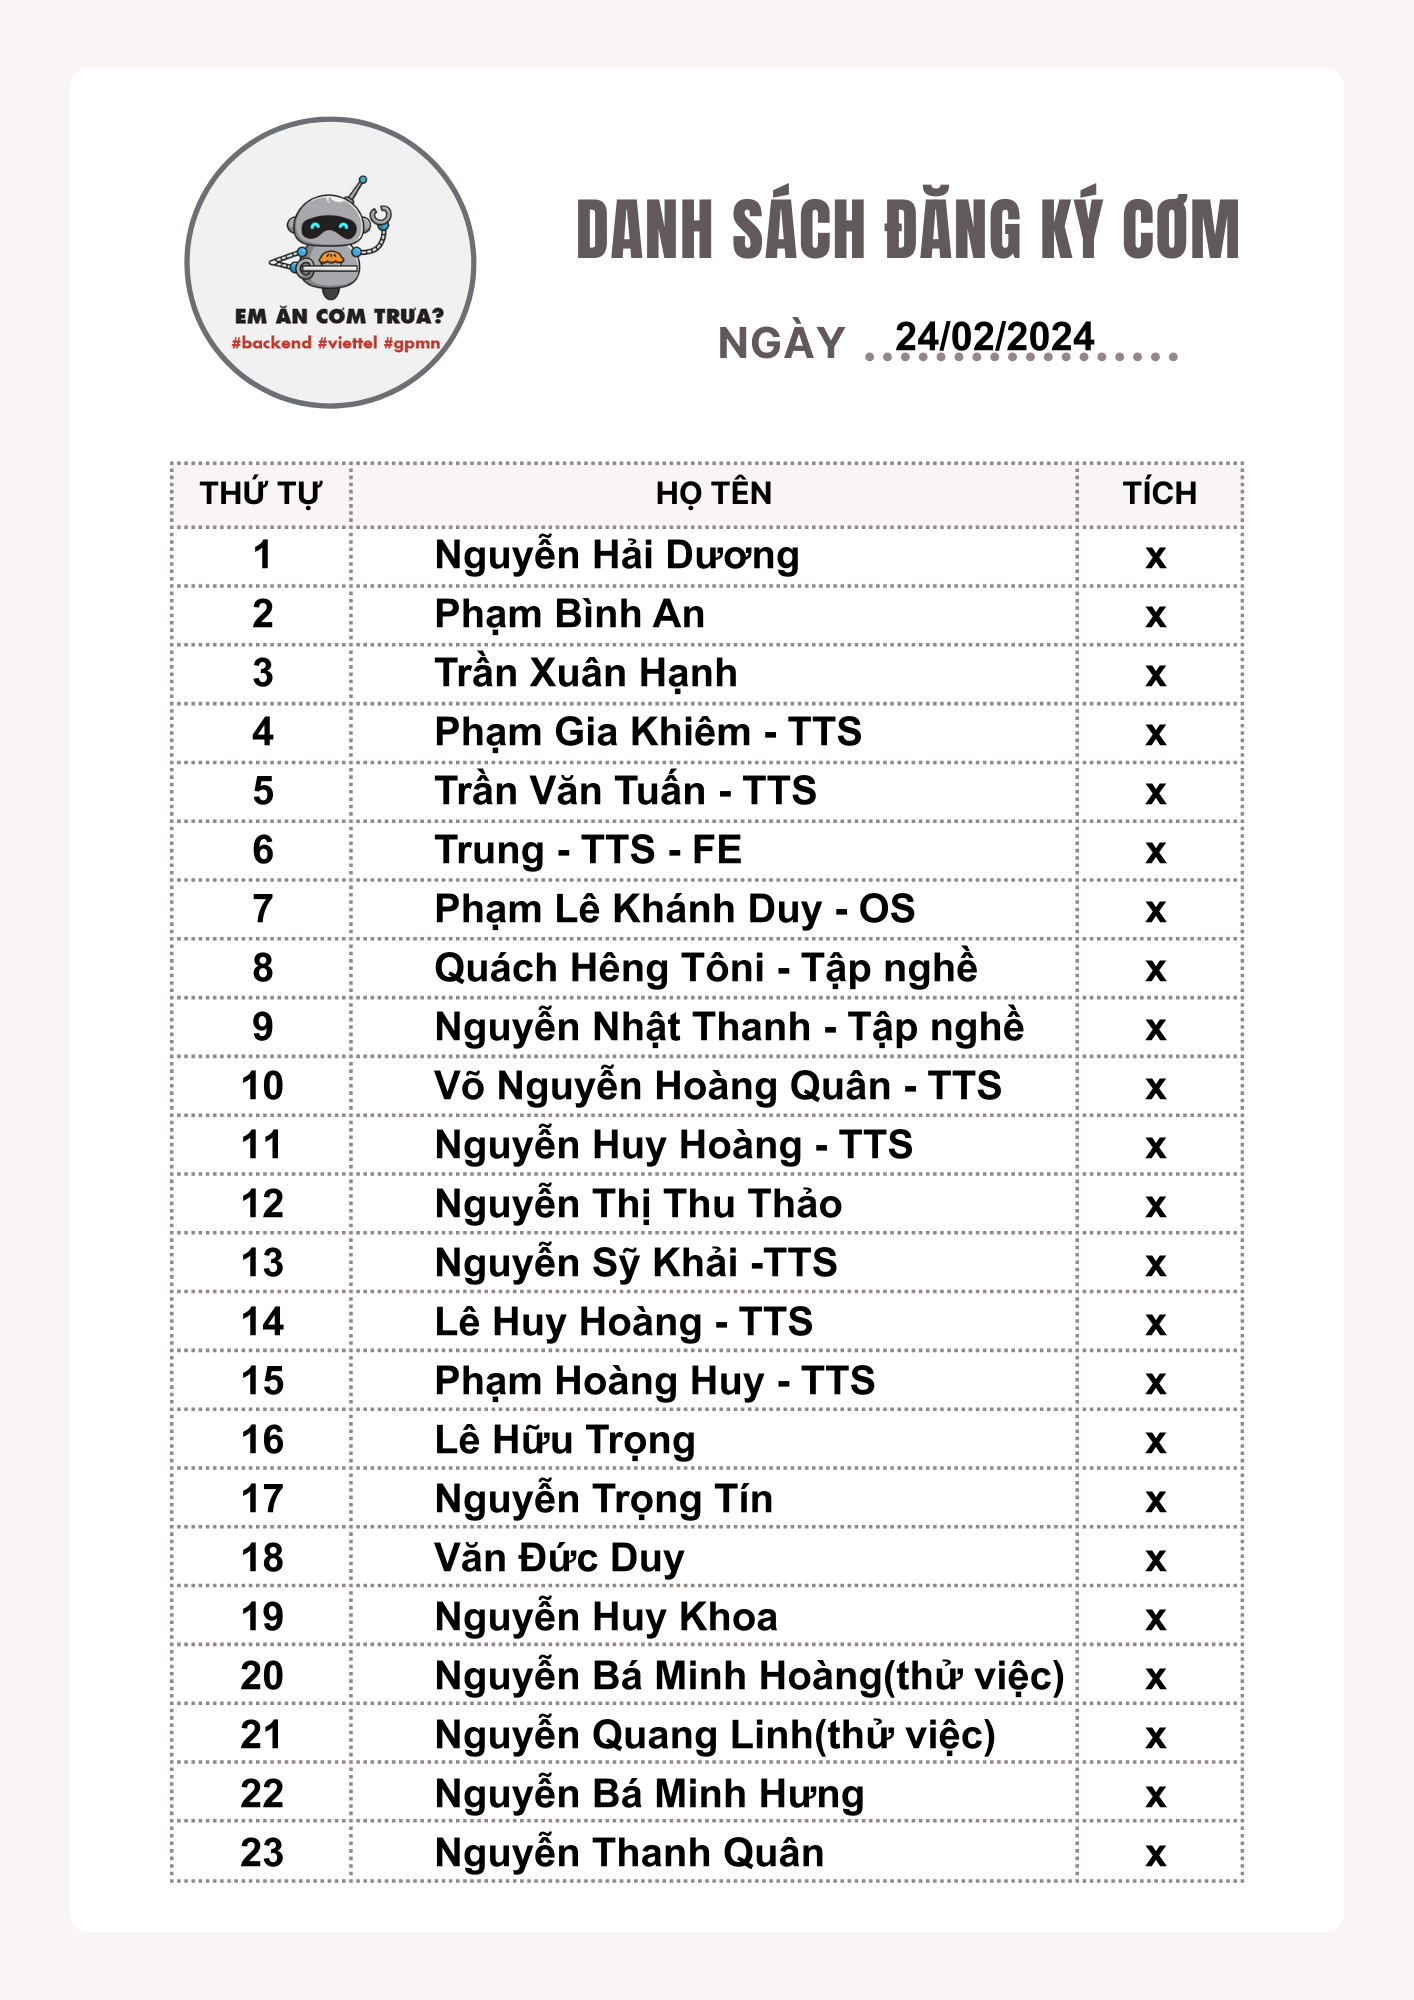 EM ĂN CƠM TRƯA?
#backend #viettel #gpmn
DANH SÁCH ĐĂNG KÝ CƠM
NGÀY 24/02/2024
THỨ TỰ HỌ TÊN TÍCH
1 Nguyễn Hải Dương x
2 Phạm Bình An x
3 Trần Xuân Hạnh x
4 Phạm Gia Khiêm - TTS x
5 Trần Văn Tuấn - TTS x
6 Trung - TTS - FE x
7 Phạm Lê Khánh Duy - OS x
8 Quách Hêng Tôni - Tập nghề x
9 Nguyễn Nhật Thanh - Tập nghề x
10 Võ Nguyễn Hoàng Quân - TTS x
11 Nguyễn Huy Hoàng - TTS x
12 Nguyễn Thị Thu Thảo x
13 Nguyễn Sỹ Khải -TTS x
14 Lê Huy Hoàng - TTS x
15 Phạm Hoàng Huy - TTS x
16 Lê Hữu Trọng x
17 Nguyễn Trọng Tín x
18 Văn Đức Duy x
19 Nguyễn Huy Khoa x
20 Nguyễn Bá Minh Hoàng(thử việc) x
21 Nguyễn Quang Linh(thử việc) x
22 Nguyễn Bá Minh Hưng x
23 Nguyễn Thanh Quân x